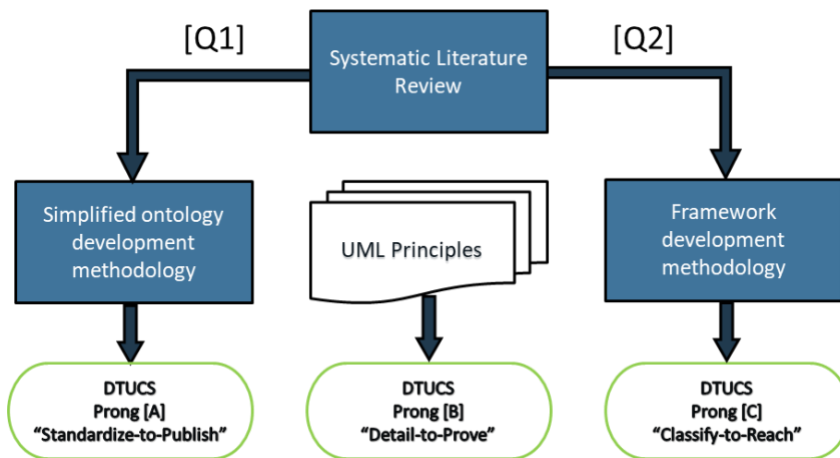 [Q1]
Systematic Literature
Review
[Q2]
Simplified ontology
development
methodology
UML Principles
Framework
development
methodology
DTUCS
Prong [A]
“Standardize-to-Publish”
DTUCS
Prong [B]
“Detail-to-Prove”
DTUCS
Prong [C]
“Classify-to-Reach”